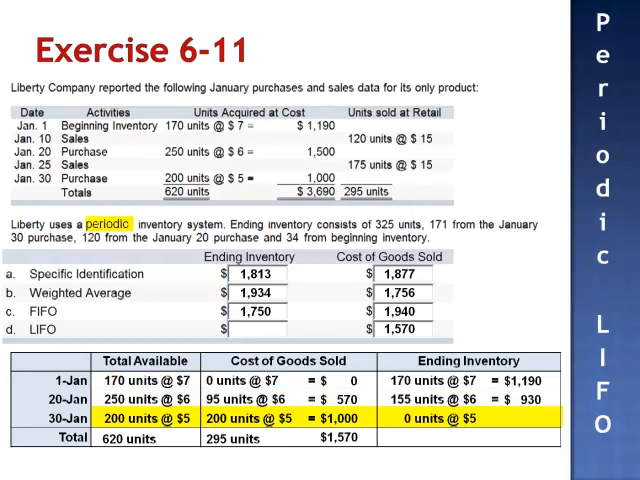 Exercise 6-11
Liberty Company reported the following January purchases and sales data for its only product:
Date Activities Units Acquired at Cost Units sold at Retail
Jan. 1 Beginning Inventory 170 units @ $ 7 = $ 1,190
Jan. 10 Sales 120 units @ $ 15
Jan. 20 Purchase 250 units @ $ 6 = 1,500
Jan. 25 Sales 175 units @ $ 15
Jan. 30 Purchase 200 units @ $ 5 = 1,000
Totals 620 units $ 3,690 295 units
Liberty uses a periodic inventory system. Ending inventory consists of 325 units, 171 from the January
30 purchase, 120 from the January 20 purchase and 34 from beginning inventory.
Ending Inventory Cost of Goods Sold
a. Specific Identification $ 1,813 $ 1,877
b. Weighted Average $ 1,934 $ 1,756
c. FIFO $ 1,750 $ 1,940
d. LIFO $ $ 1,570
Total Available Cost of Goods Sold Ending Inventory
1-Jan 170 units @ $7 0 units @ $7 = $ 0 170 units @ $7 = $1,190
20-Jan 250 units @ $6 95 units @ $6 = $ 570 155 units @ $6 = $ 930
30-Jan 200 units @ $5 200 units @ $5 = $1,000 0 units @ $5
Total 620 units 295 units $1,570
P
e
r
i
o
d
i
c
L
I
F
O